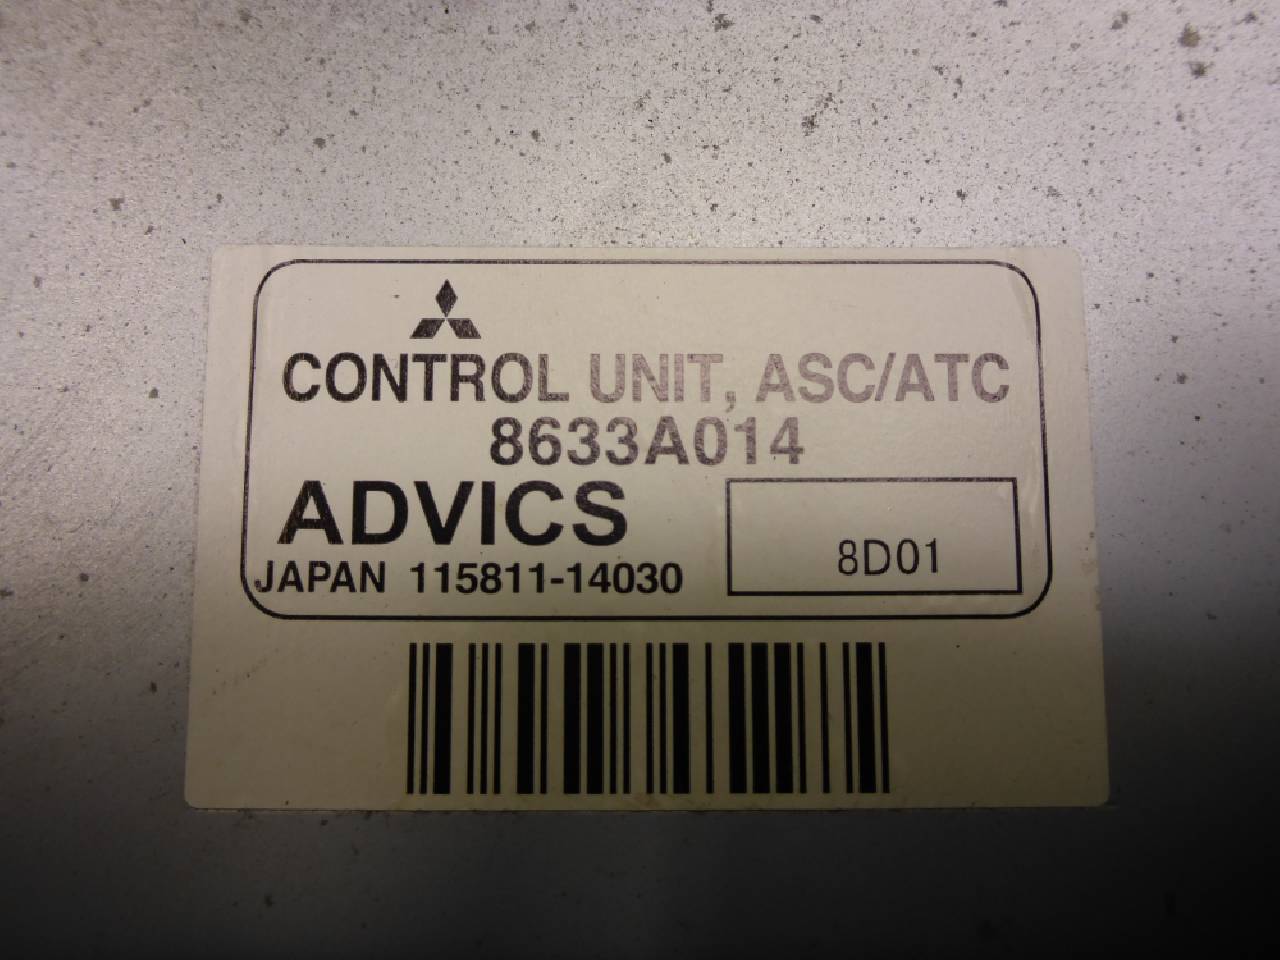 CONTROL UNIT, ASC/ATC
8633A014
ADVICS
8D01
JAPAN 115811-14030